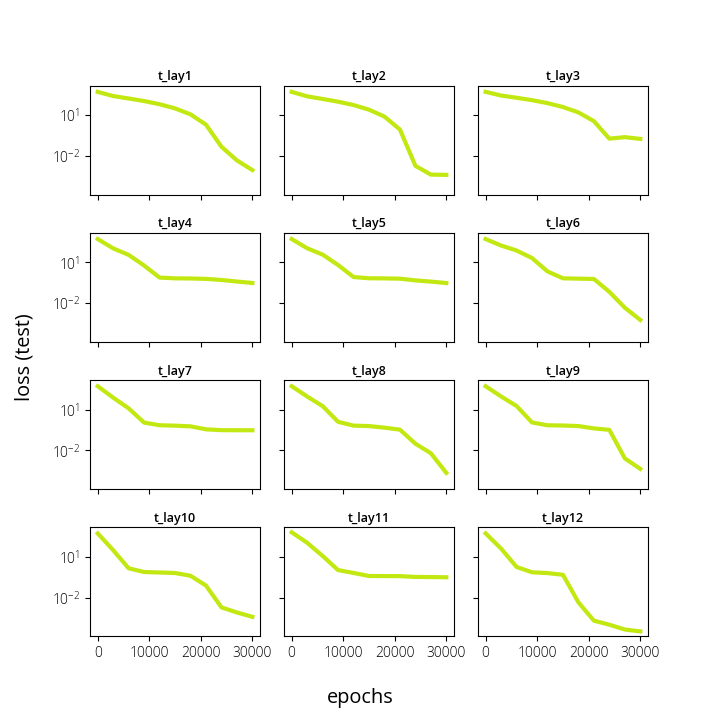 t_lay1 t_lay2 t_lay3
10^1
10^-2
t_lay4 t_lay5 t_lay6
10^1
10^-2
loss (test)
t_lay7 t_lay8 t_lay9
10^1
10^-2
t_lay10 t_lay11 t_lay12
10^1
10^-2
0 10000 20000 30000 0 10000 20000 30000 0 10000 20000 30000
epochs